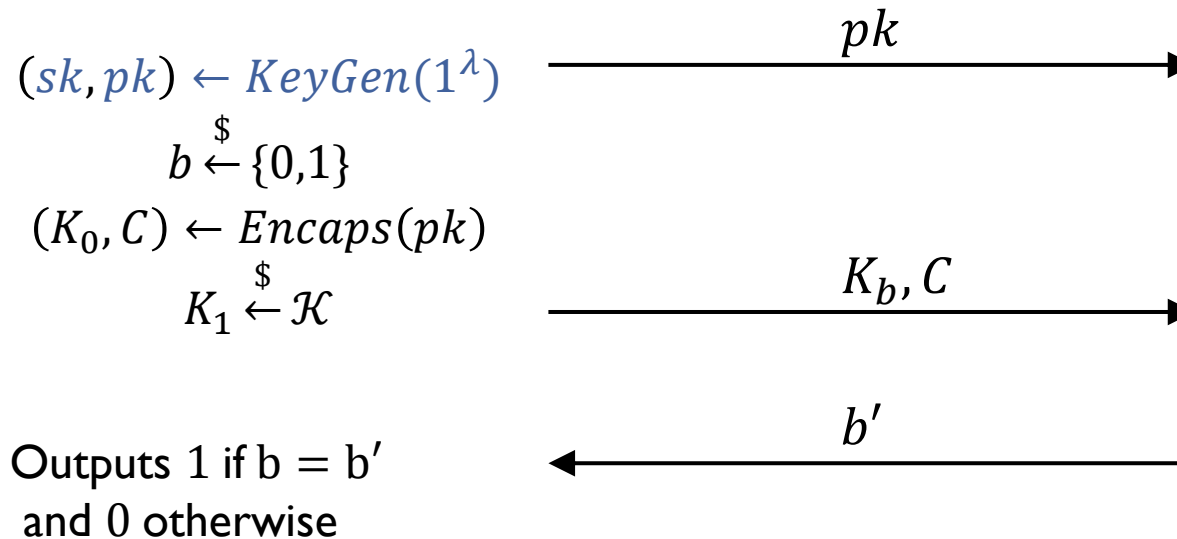 pk
(sk, pk) ← KeyGen(1^λ)
b $← {0,1}
(K_0, C) ← Encaps(pk)
K_b, C
K_1 $← 𝒦
b′
Outputs 1 if b = b′
and 0 otherwise